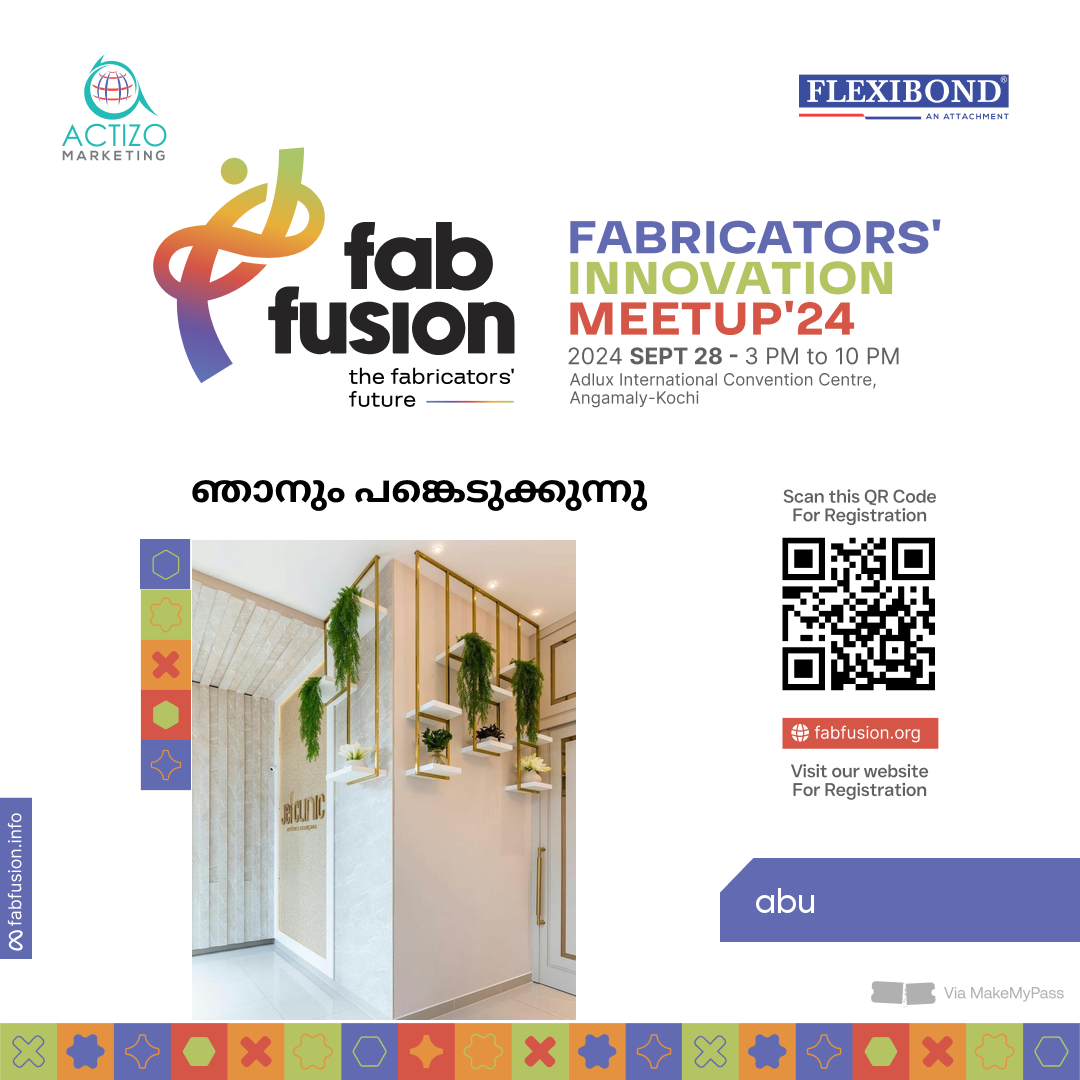 ACTIZO
MARKETING
FLEXIBOND®
AN ATTACHMENT
fab
fusion
the fabricators'
future
FABRICATORS'
INNOVATION
MEETUP'24
2024 SEPT 28 - 3 PM to 10 PM
Adlux International Convention Centre,
Angamaly-Kochi
ഞാനും പങ്കെടുക്കുന്നു
Scan this QR Code
For Registration
fabfusion.org
Visit our website
For Registration
fabfusion.info
abu
Via MakeMyPass